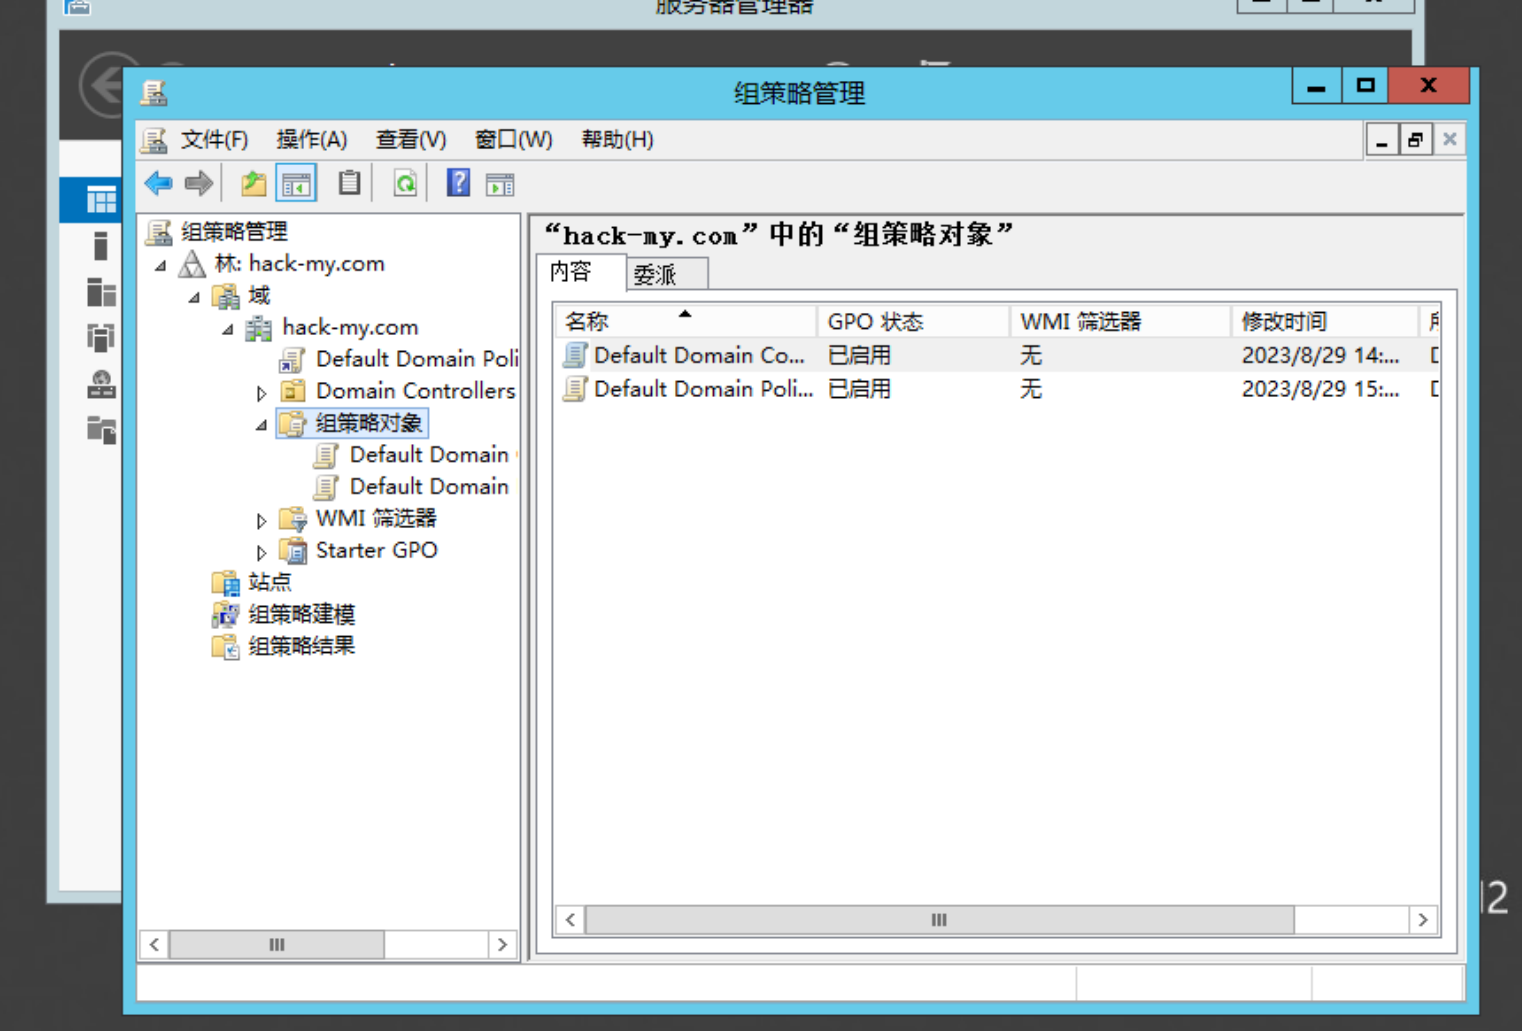 服务器管理器
组策略管理
文件(F) 操作(A) 查看(V) 窗口(W) 帮助(H)
组策略管理
林: hack-my.com
域
hack-my.com
Default Domain Poli
Domain Controllers
组策略对象
Default Domain
Default Domain
WMI 筛选器
Starter GPO
站点
组策略建模
组策略结果
“hack-my.com”中的“组策略对象”
内容 委派
名称 GPO 状态 WMI 筛选器 修改时间
Default Domain Co... 已启用 无 2023/8/29 14:...
Default Domain Poli... 已启用 无 2023/8/29 15:...